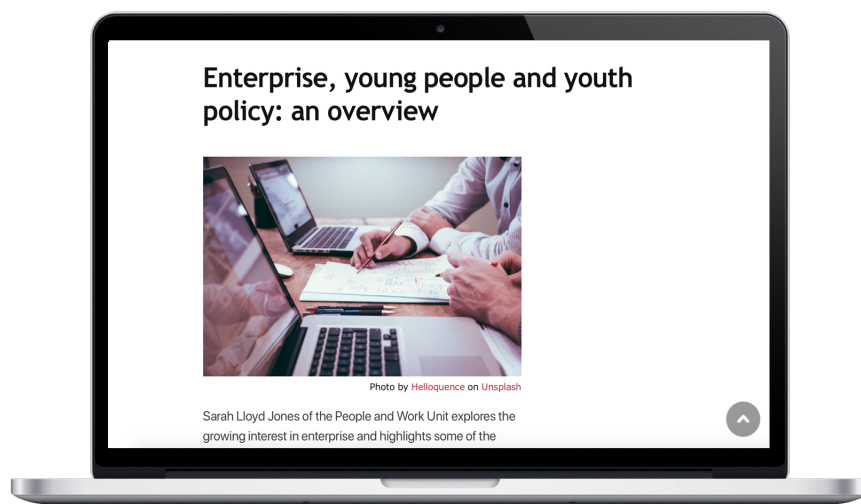 Enterprise, young people and youth
policy: an overview
Photo by Helloquence on Unsplash
Sarah Lloyd Jones of the People and Work Unit explores the
growing interest in enterprise and highlights some of the